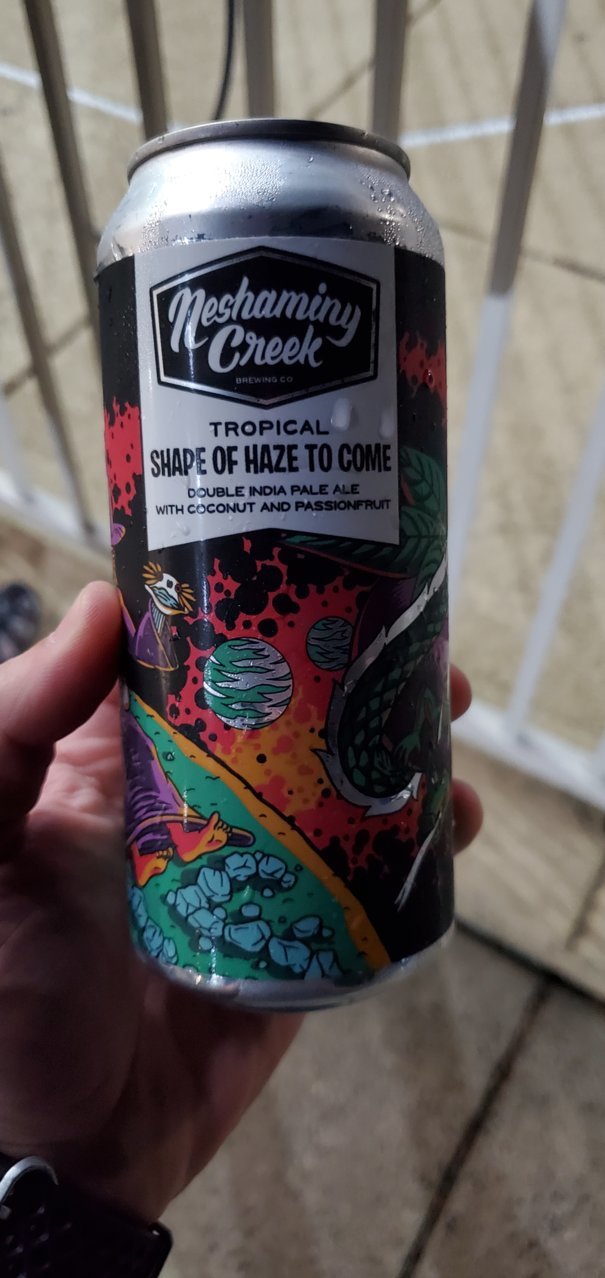 Neshaminy
Creek
BREWING CO
TROPICAL
SHAPE OF HAZE TO COME
DOUBLE INDIA PALE ALE
WITH COCONUT AND PASSIONFRUIT